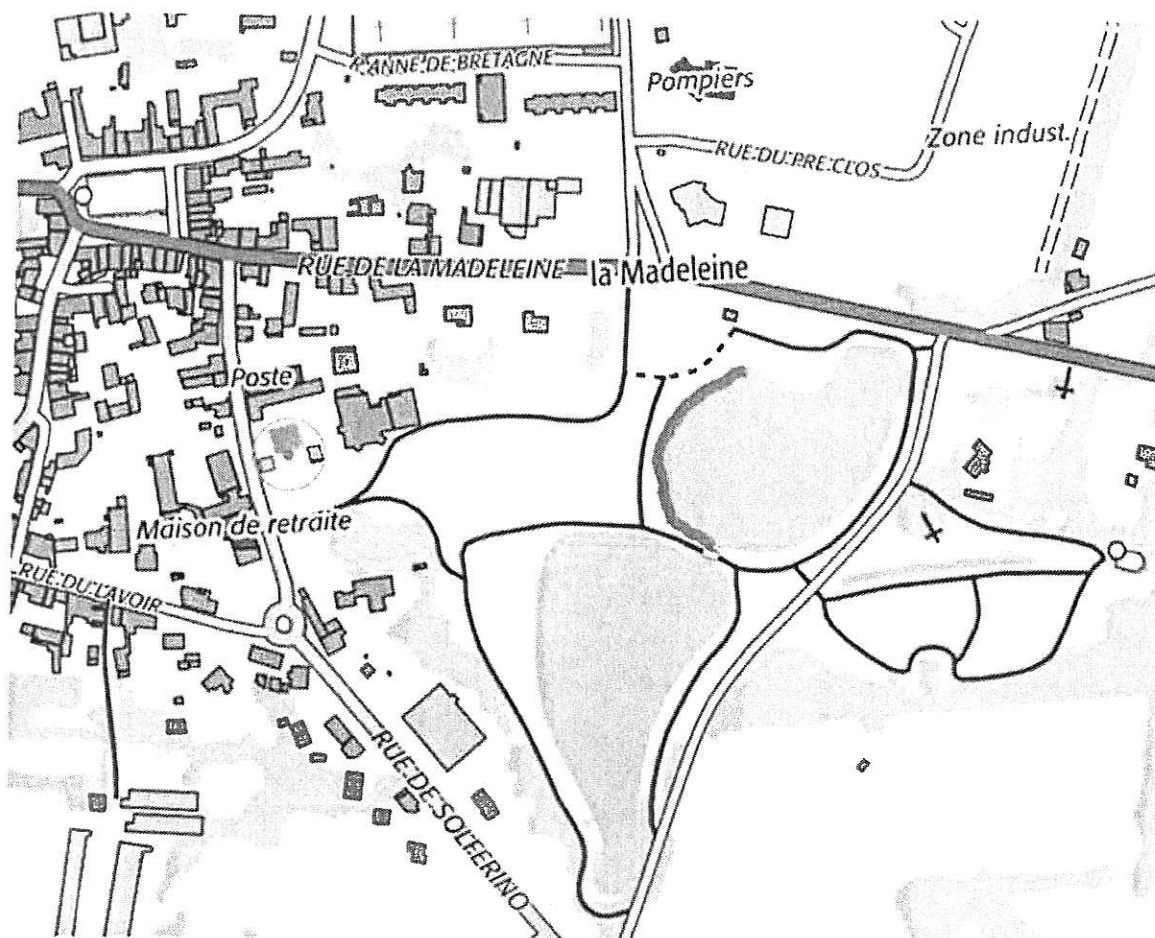 R. ANNE DE BRETAGNE
Pompiers
Zone indust.
RUE DU PRE CLOS
RUE DE LA MADELEINE
la Madeleine
Poste
Maison de retraite
RUE DU LAVOIR
RUE DE SOLFERINO